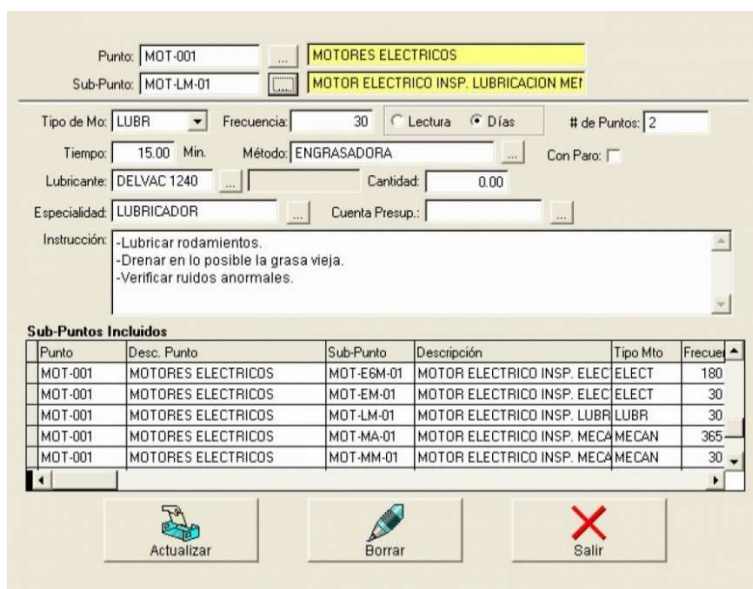 Punto: MOT-001 ... MOTORES ELECTRICOS
Sub-Punto: MOT-LM-01 ... MOTOR ELECTRICO INSP. LUBRICACION MEN
Tipo de Mo: LUBR Frecuencia: 30 Lectura Días # de Puntos: 2
Tiempo: 15.00 Min. Método: ENGRASADORA ... Con Paro:
Lubricante: DELVAC 1240 ... Cantidad: 0.00
Especialidad: LUBRICADOR ... Cuenta Presup.: ...
Instrucción: -Lubricar rodamientos.
-Drenar en lo posible la grasa vieja.
-Verificar ruidos anormales.
Sub-Puntos Incluidos
Punto Desc. Punto Sub-Punto Descripción Tipo Mto Frecuen
MOT-001 MOTORES ELECTRICOS MOT-E6M-01 MOTOR ELECTRICO INSP. ELEC ELECT 180
MOT-001 MOTORES ELECTRICOS MOT-EM-01 MOTOR ELECTRICO INSP. ELEC ELECT 30
MOT-001 MOTORES ELECTRICOS MOT-LM-01 MOTOR ELECTRICO INSP. LUBR LUBR 30
MOT-001 MOTORES ELECTRICOS MOT-MA-01 MOTOR ELECTRICO INSP. MECA MECAN 365
MOT-001 MOTORES ELECTRICOS MOT-MM-01 MOTOR ELECTRICO INSP. MECA MECAN 30
Actualizar Borrar Salir